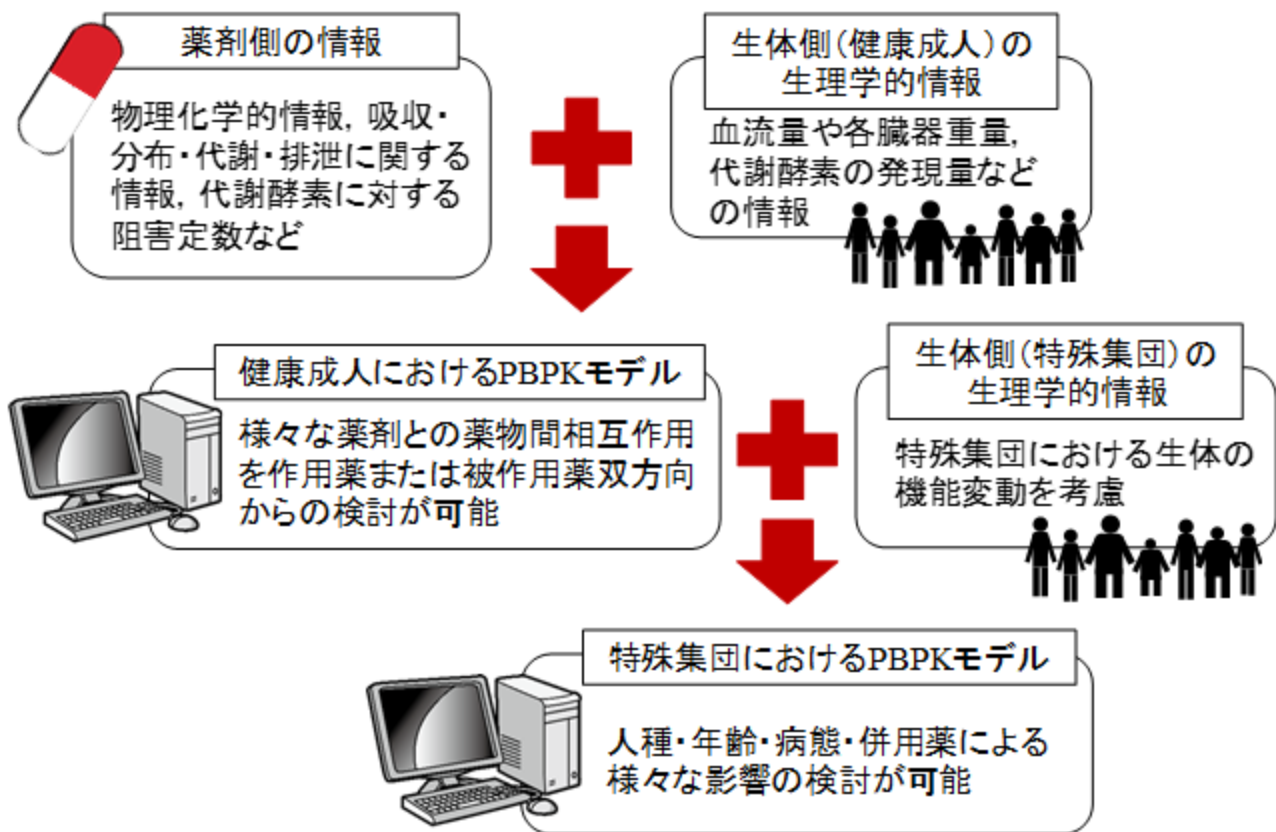 薬剤側の情報
物理化学的情報, 吸収・
分布・代謝・排泄に関する
情報, 代謝酵素に対する
阻害定数など
生体側(健康成人)の
生理学的情報
血流量や各臓器重量,
代謝酵素の発現量など
の情報
健康成人におけるPBPKモデル
様々な薬剤との薬物間相互作用
を作用薬または被作用薬双方向
からの検討が可能
生体側(特殊集団)の
生理学的情報
特殊集団における生体の
機能変動を考慮
特殊集団におけるPBPKモデル
人種・年齢・病態・併用薬による
様々な影響の検討が可能